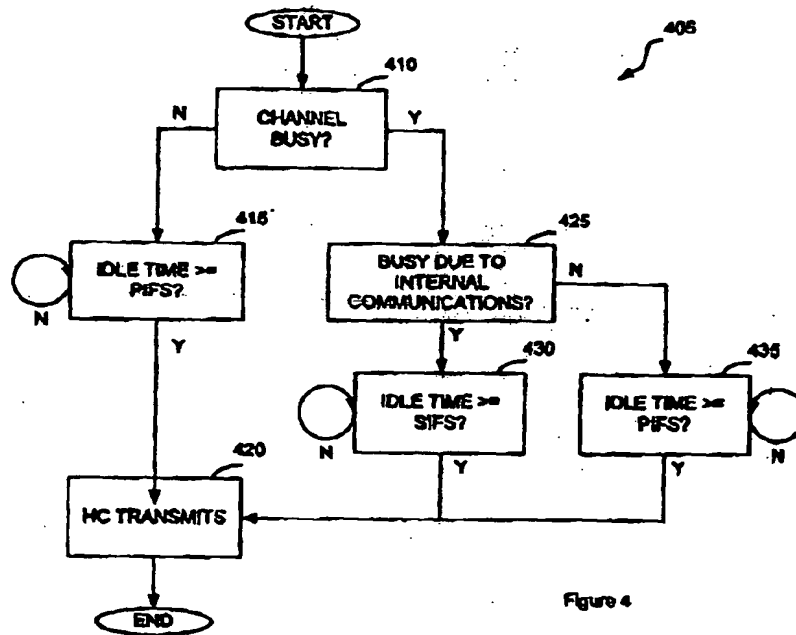 START
405
410
CHANNEL
BUSY?
N
Y
415
IDLE TIME >=
PIFS?
N
Y
425
BUSY DUE TO
INTERNAL
COMMUNICATIONS?
N
Y
430
IDLE TIME >=
SIFS?
N
Y
435
IDLE TIME >=
PIFS?
N
Y
420
HC TRANSMITS
END
Figure 4